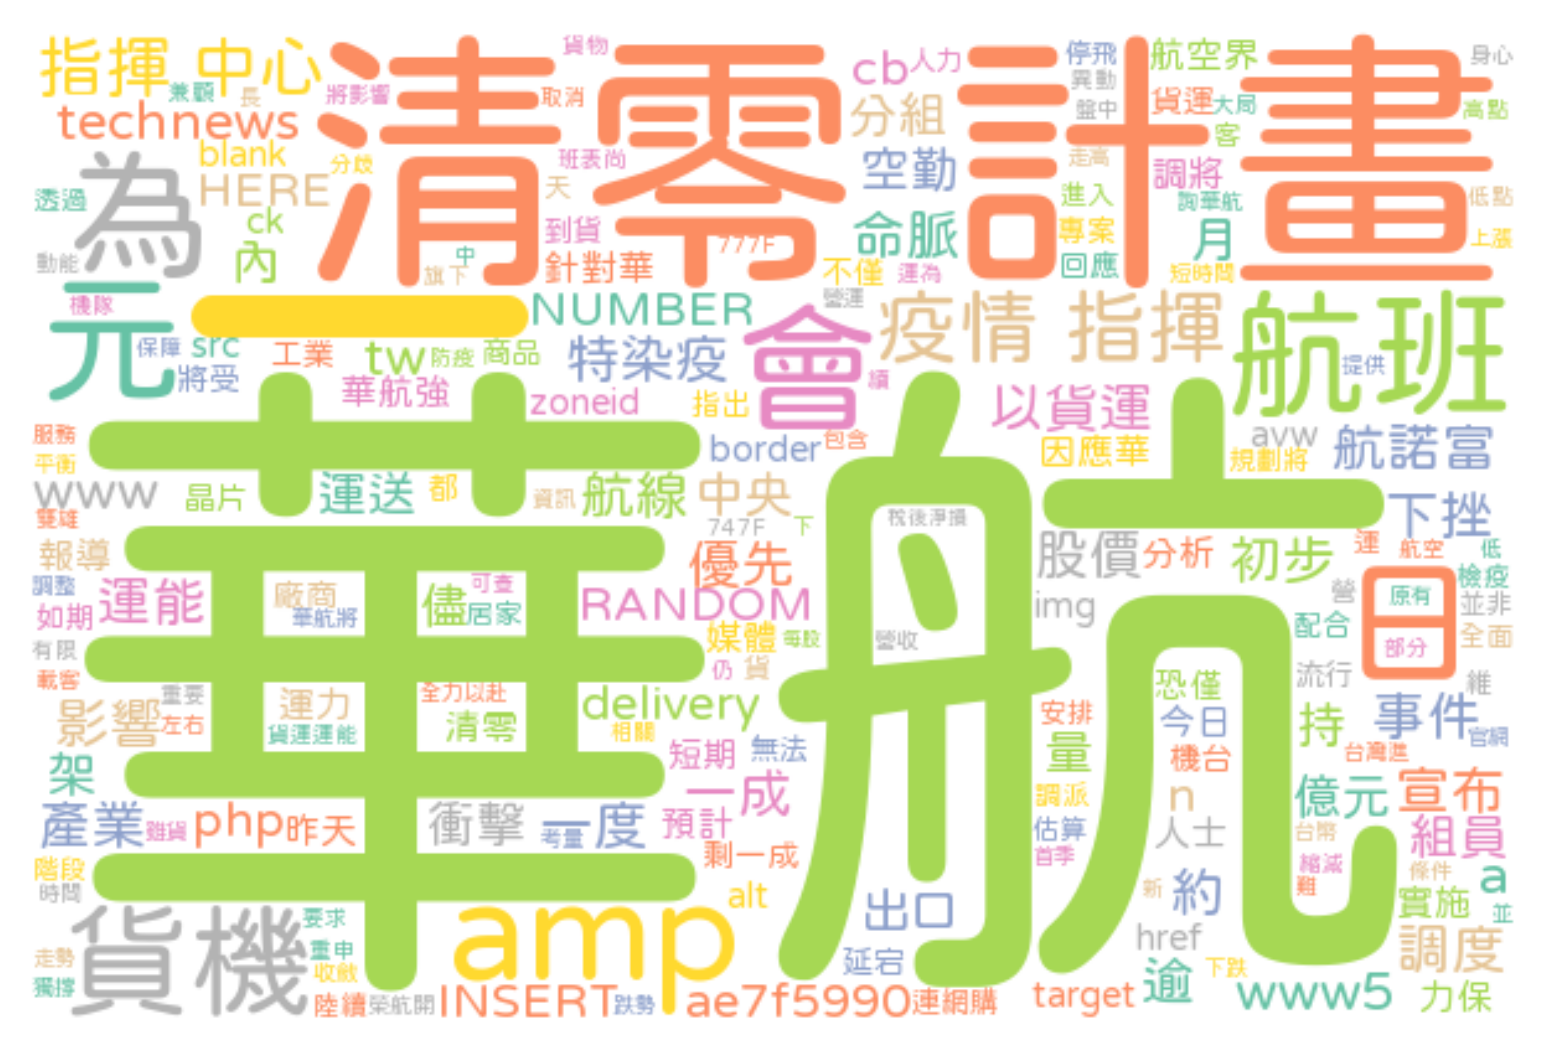 指揮 中心
清零
計畫
貨物
cb
人力
停飛
航空界
身心
兼顧
長
將影響
取消
分組
異動
盤中
貨運
大局
高點
technews
blank
分歧
班表尚
空勤
走高
客
調將
為
HERE
天
進入
詢華航
低點
透過
ck
到貨
777F
命脈
專案
月
上漲
內
中
旗下
針對華
不僅
運為
回應
短時間
動能
元
機隊
一
NUMBER
營運
會
疫情 指揮
航班
保障
src
工業
tw
防疫
商品
特染疫
將受
華航強
zoneid
指出
續
以貨運
提供
華航
服務
平衡
border
包含
因應華
avw
規劃將
航諾富
www
晶片
運送
都
資訊
航線
中央
747F
下
稅後淨損
下挫
雙雄
報導
優先
股價
分析
初步
運
航空
低
調整
運能
廠商
儘
可查
檢疫
如期
華航將
居家
RANDOM
img
營
日
原有
並非
有限
媒體
每股
營收
配合
部分
全面
載客
重要
全力以赴
仍
貨
恐僅
流行
維
影響
左右
運力
貨運運能
清零
delivery
相關
安排
今日
持
事件
官網
架
短期
無法
量
機台
台灣進
產業
雜貨
php
昨天
衝擊
一度
考量
一成
預計
調派
n
億元
宣布
估算
人士
台幣
組員
階段
時間
剩一成
首季
縮減
難
條件
a
貨機
要求
amp
alt
出口
新
約
實施
並
重申
href
調度
走勢
收斂
延宕
逾
下跌
獨撐
陸續
榮航開
INSERT
跌勢
ae7f5990
連網購
target
www5
力保